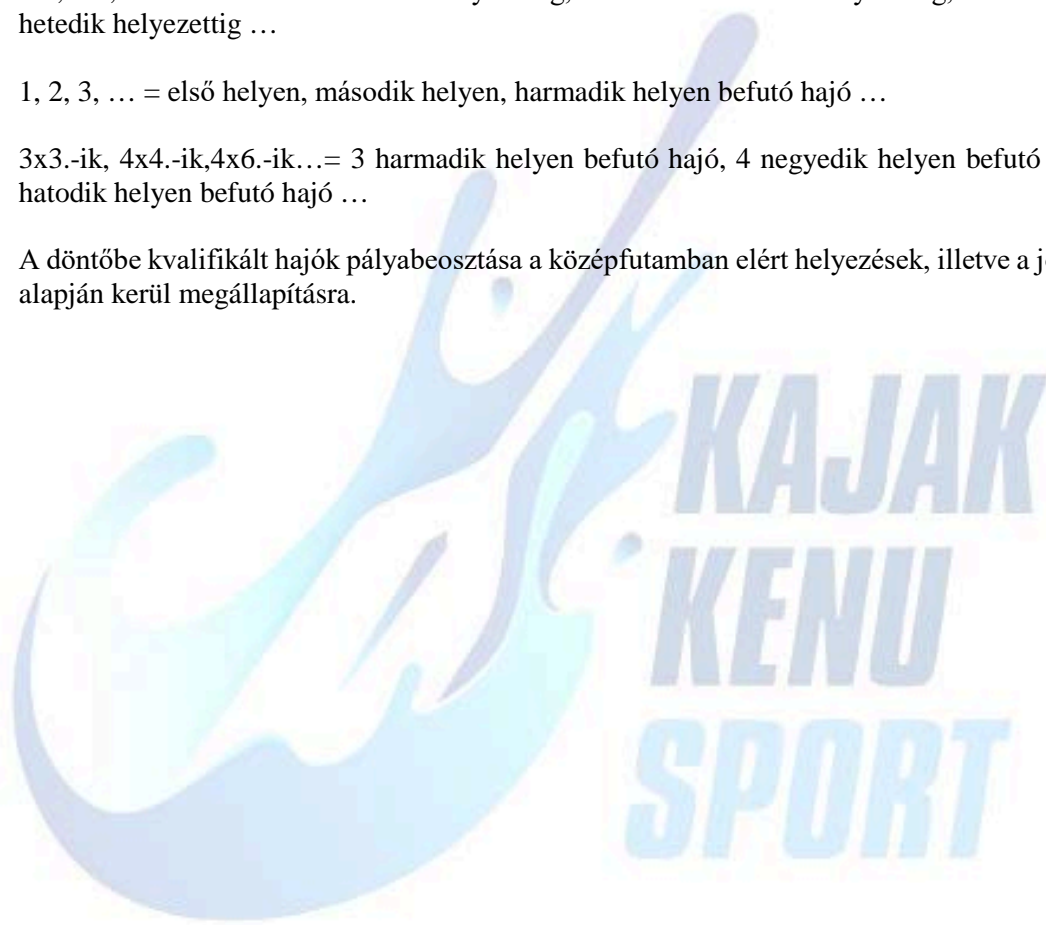 hetedik helyezettig …
1, 2, 3, … = első helyen, második helyen, harmadik helyen befutó hajó …
3x3.-ik, 4x4.-ik,4x6.-ik…= 3 harmadik helyen befutó hajó, 4 negyedik helyen befutó
hatodik helyen befutó hajó …
A döntőbe kvalifikált hajók pályabeosztása a középfutamban elért helyezések, illetve a
alapján kerül megállapításra.
KAJAK
KENU
SPORT